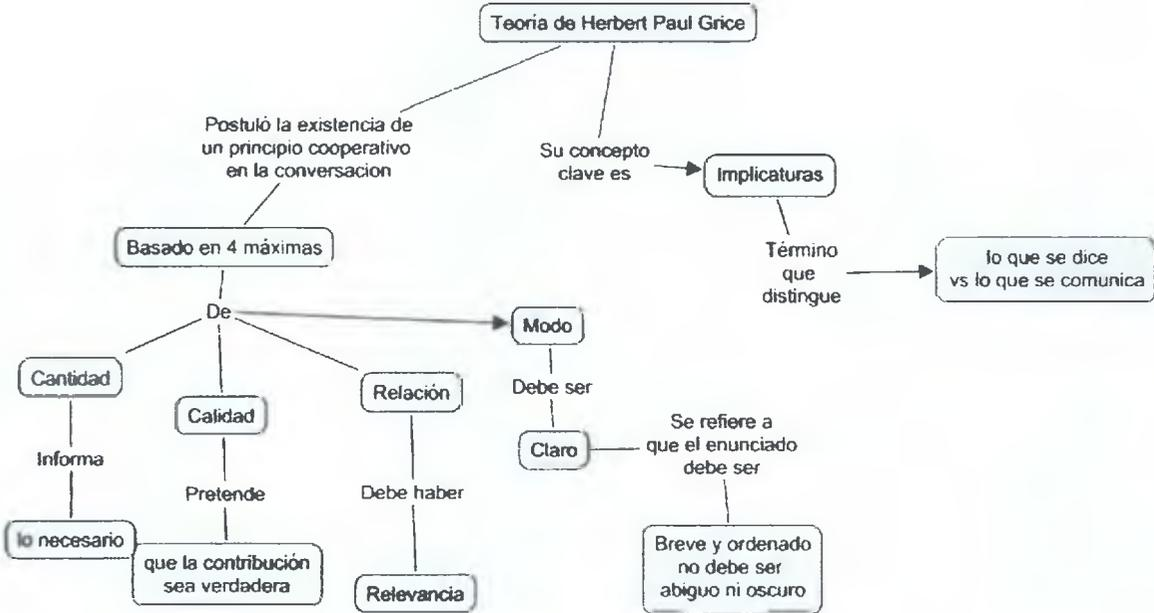 Teoría de Herbert Paul Grice
Postuló la existencia de
un principio cooperativo
en la conversacion
Su concepto
clave es
Implicaturas
Basado en 4 máximas
Término
que
distingue
lo que se dice
vs lo que se comunica
De
Modo
Cantidad
Calidad
Relación
Debe ser
Informa
Claro
Se refiere a
que el enunciado
debe ser
Pretende
Debe haber
lo necesario
que la contribución
sea verdadera
Relevancia
Breve y ordenado
no debe ser
abiguo ni oscuro